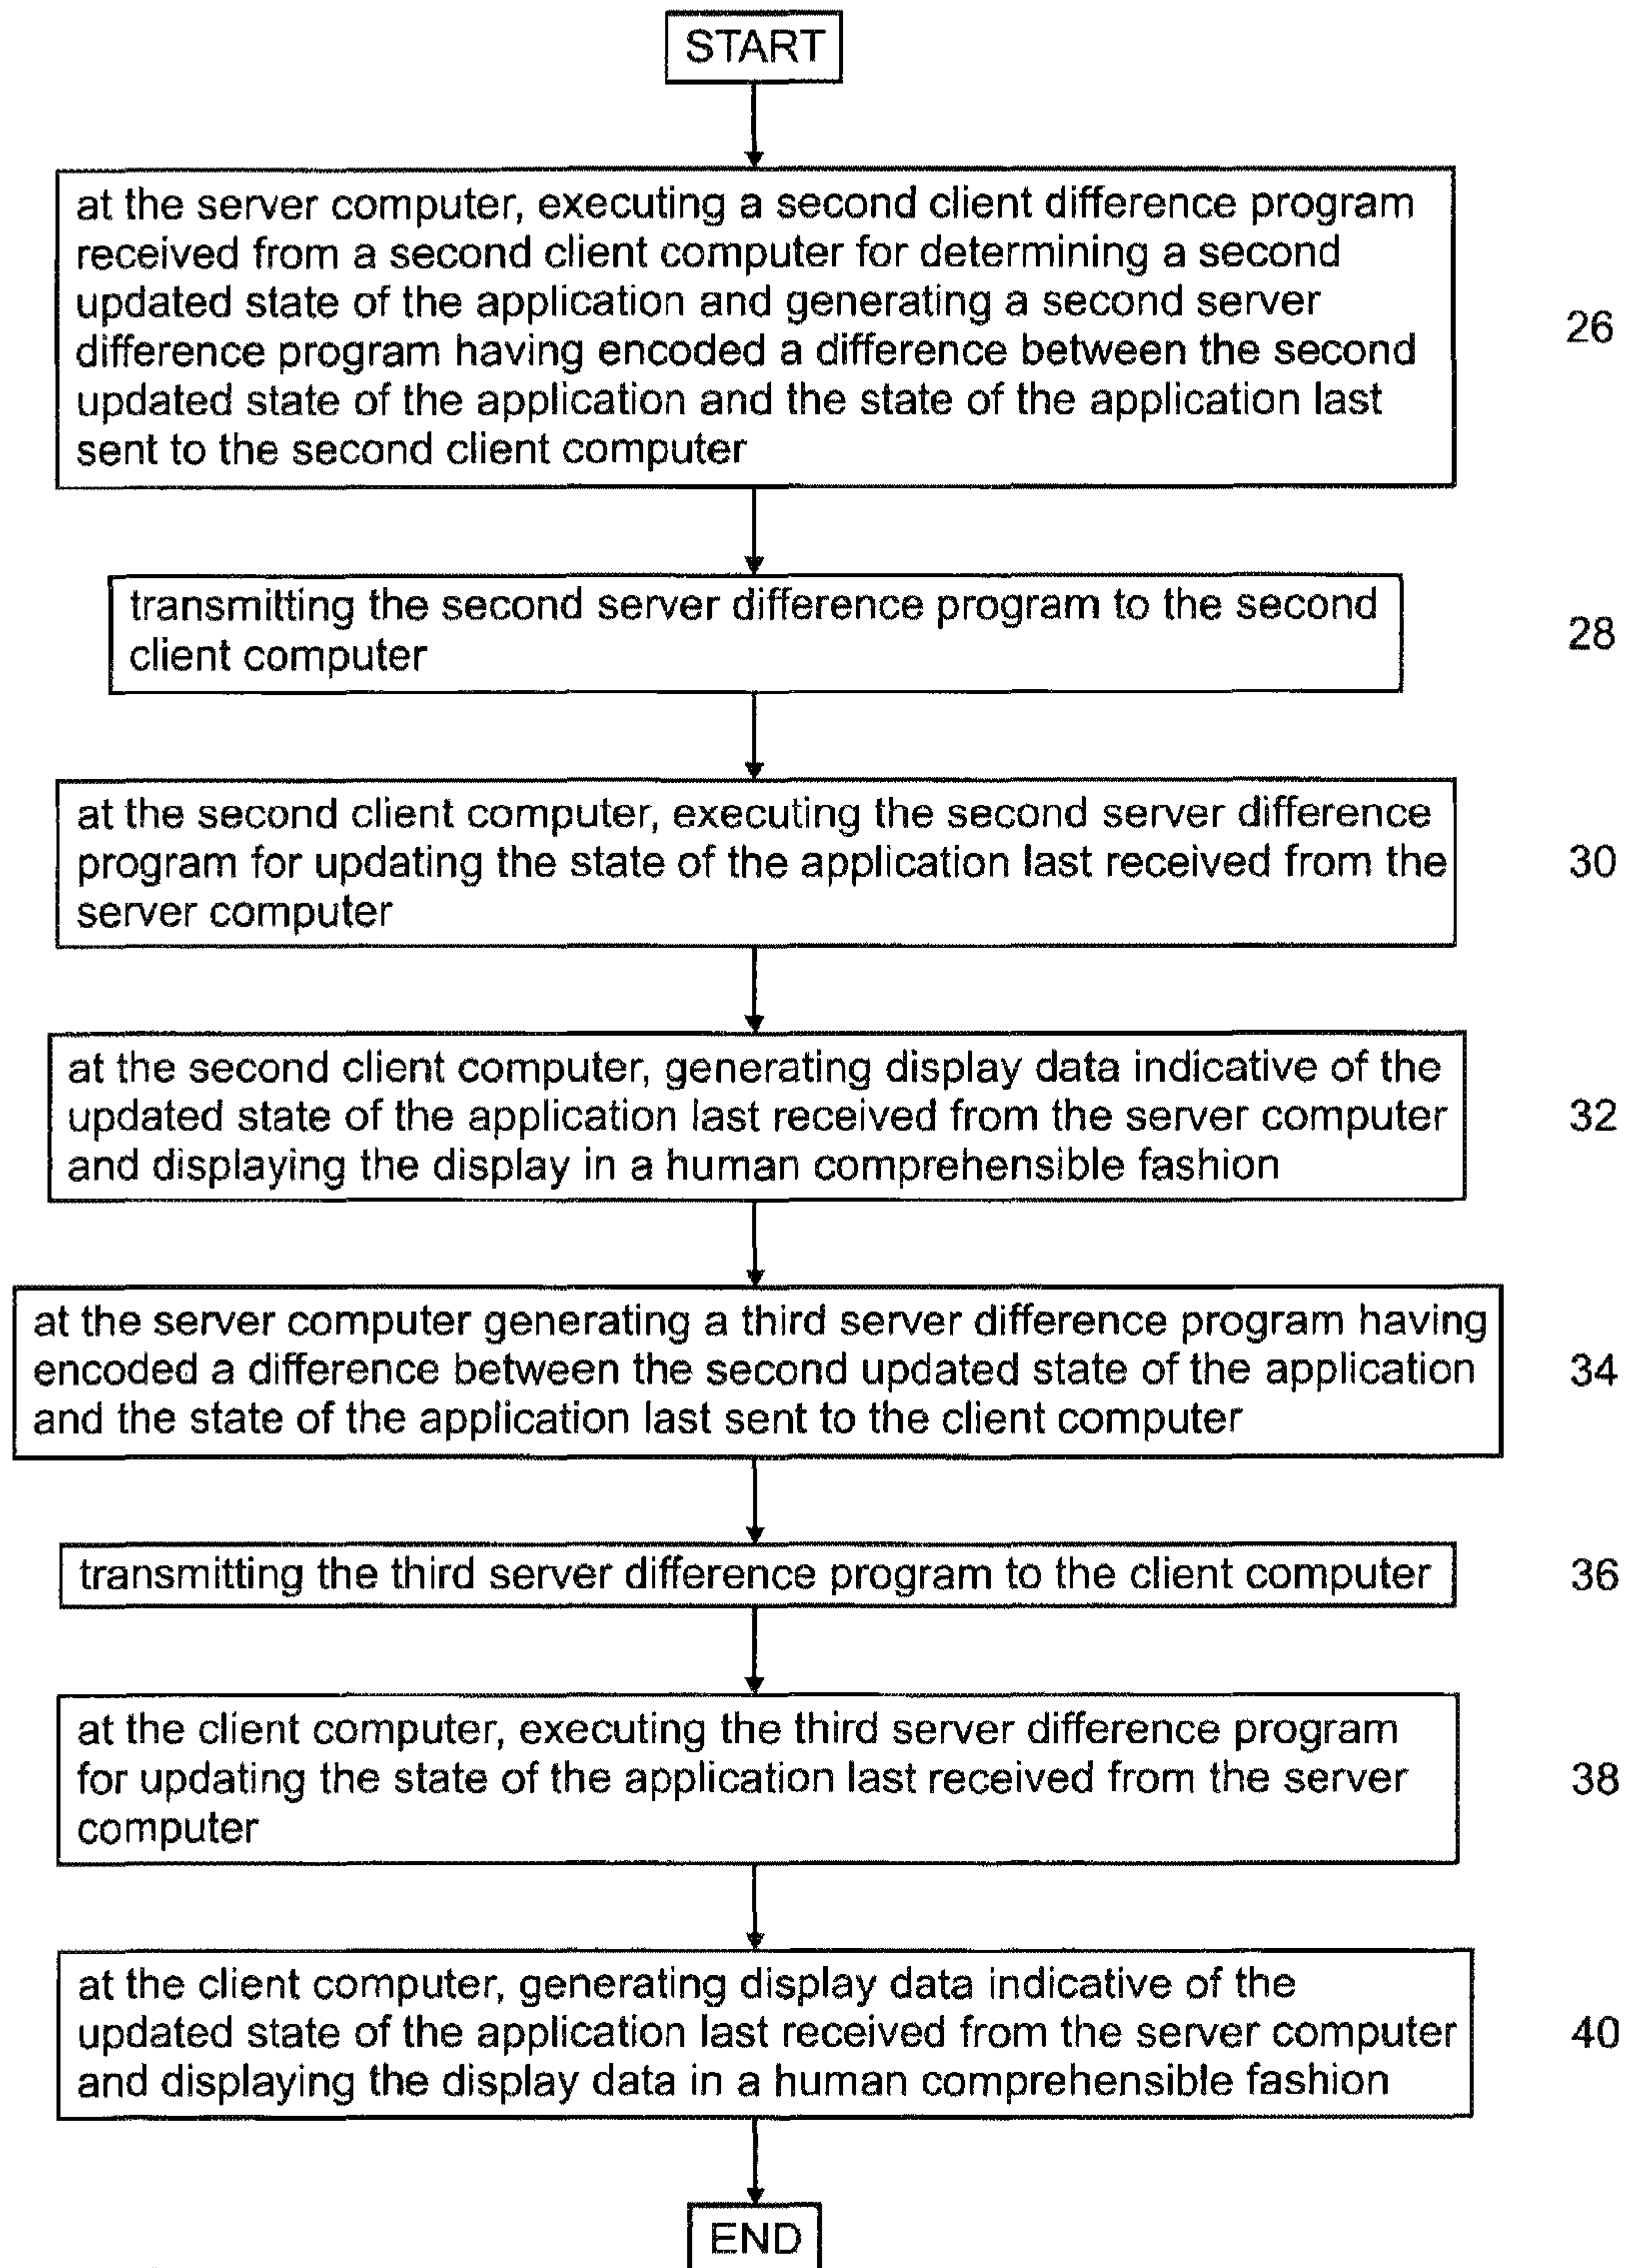 START
at the server computer, executing a second client difference program
received from a second client computer for determining a second
updated state of the application and generating a second server
difference program having encoded a difference between the second
updated state of the application and the state of the application last
sent to the second client computer
26
transmitting the second server difference program to the second
client computer
28
at the second client computer, executing the second server difference
program for updating the state of the application last received from the
server computer
30
at the second client computer, generating display data indicative of the
updated state of the application last received from the server computer
and displaying the display in a human comprehensible fashion
32
at the server computer generating a third server difference program having
encoded a difference between the second updated state of the application
and the state of the application last sent to the client computer
34
transmitting the third server difference program to the client computer
36
at the client computer, executing the third server difference program
for updating the state of the application last received from the server
computer
38
at the client computer, generating display data indicative of the
updated state of the application last received from the server computer
and displaying the display data in a human comprehensible fashion
40
END